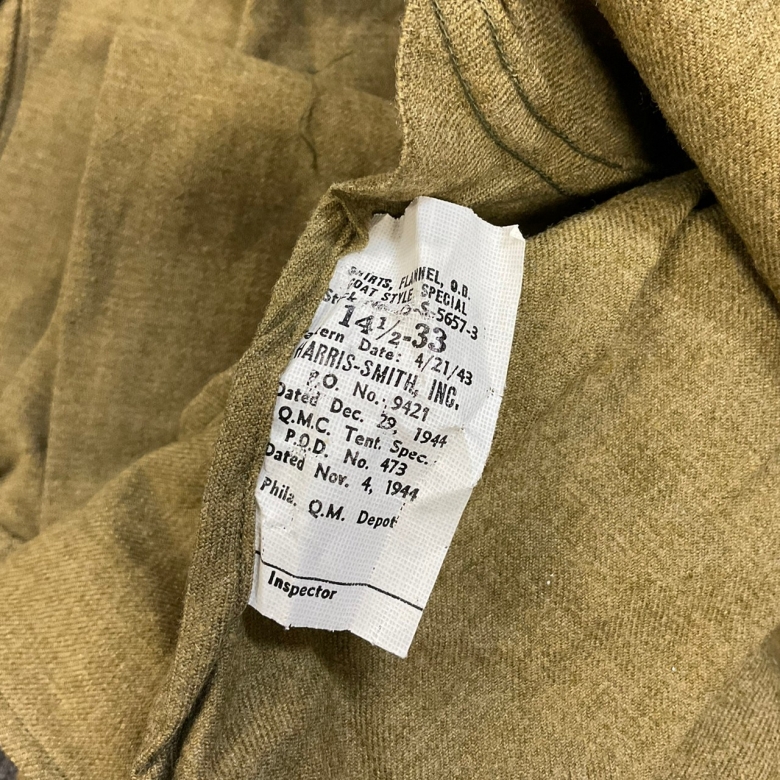 SHIRTS, FLANNEL, O.D.
COAT STYLE, SPECIAL
S-5657-3
14½-33
Date: 4/21/43
HARRIS-SMITH, INC.
P.O. No. 9421
Dated Dec. 29, 1944
Q.M.C. Tent. Spec.
P.O.D. No. 473
Dated Nov. 4, 1944
Phila. Q.M. Depot
Inspector